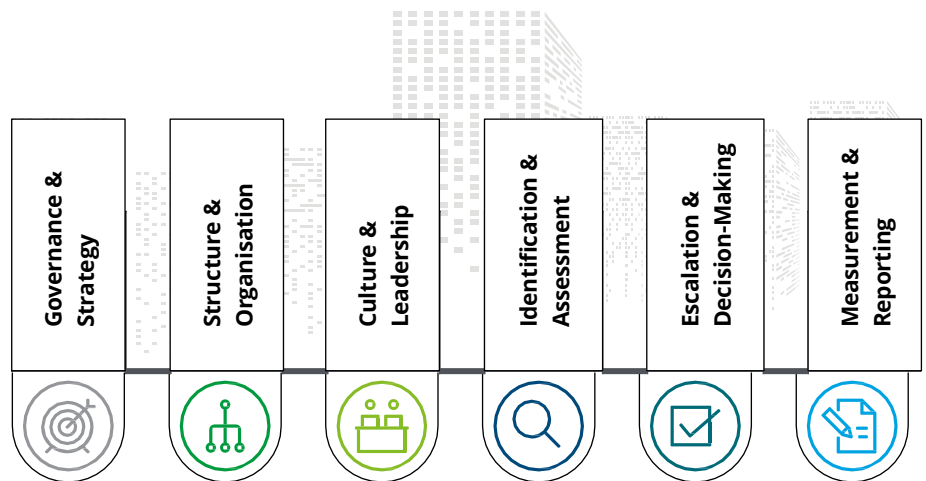 Governance &
Strategy
Structure &
Organisation
Culture &
Leadership
Identification &
Assessment
Escalation &
Decision-Making
Measurement &
Reporting